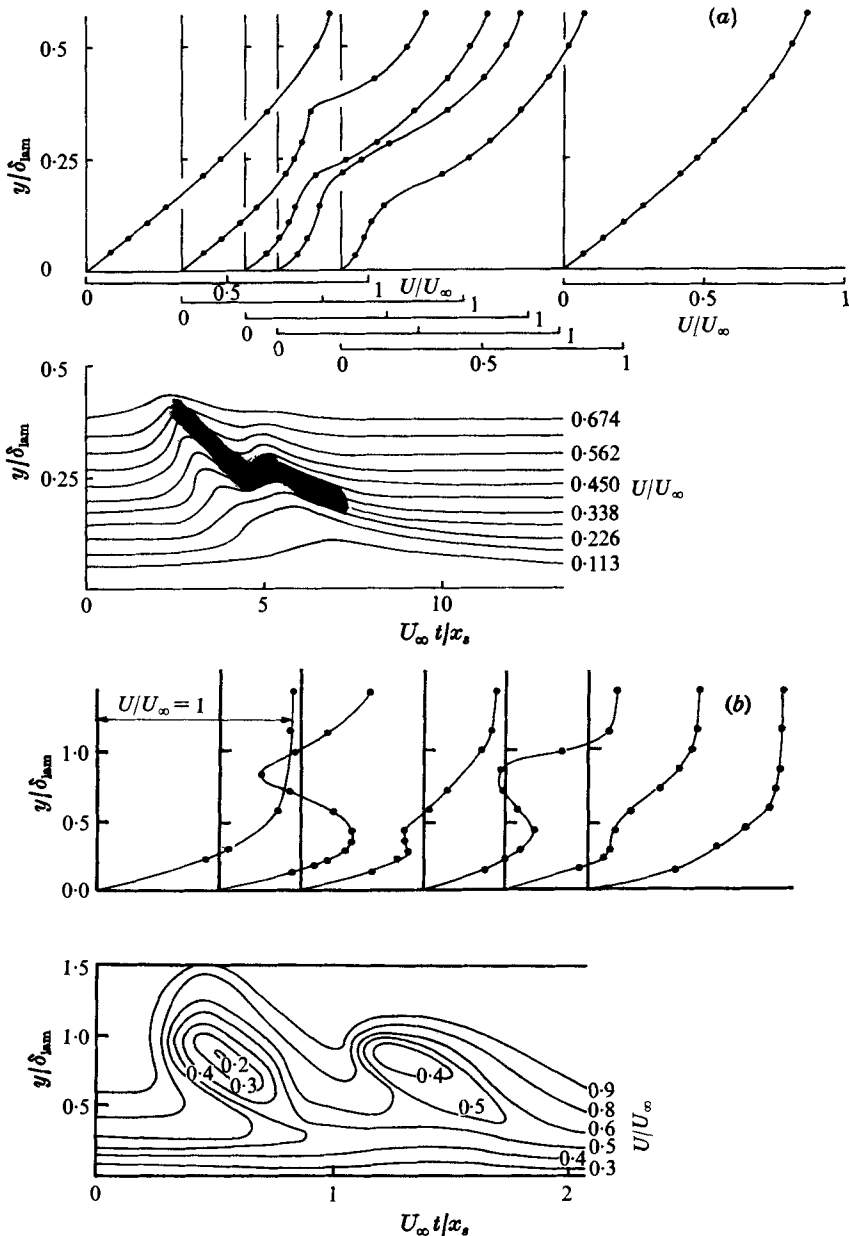 (a)
0·5
0·25
0
y/δlam
0 0·5 1 U/U∞
0 0·5 1
U/U∞
0 1
0 1
0 1
0 0·5 1
0·5
0·25
y/δlam
0·674
0·562
0·450 U/U∞
0·338
0·226
0·113
0 5 10
U∞ t/xs
(b)
U/U∞ = 1
1·0
0·5
0·0
y/δlam
1·5
1·0
0·5
y/δlam
0·2
0·4
0·3
0·4
0·5
0·9
0·8
0·6
0·5
0·4
0·3
U/U∞
0 1 2
U∞ t/xs